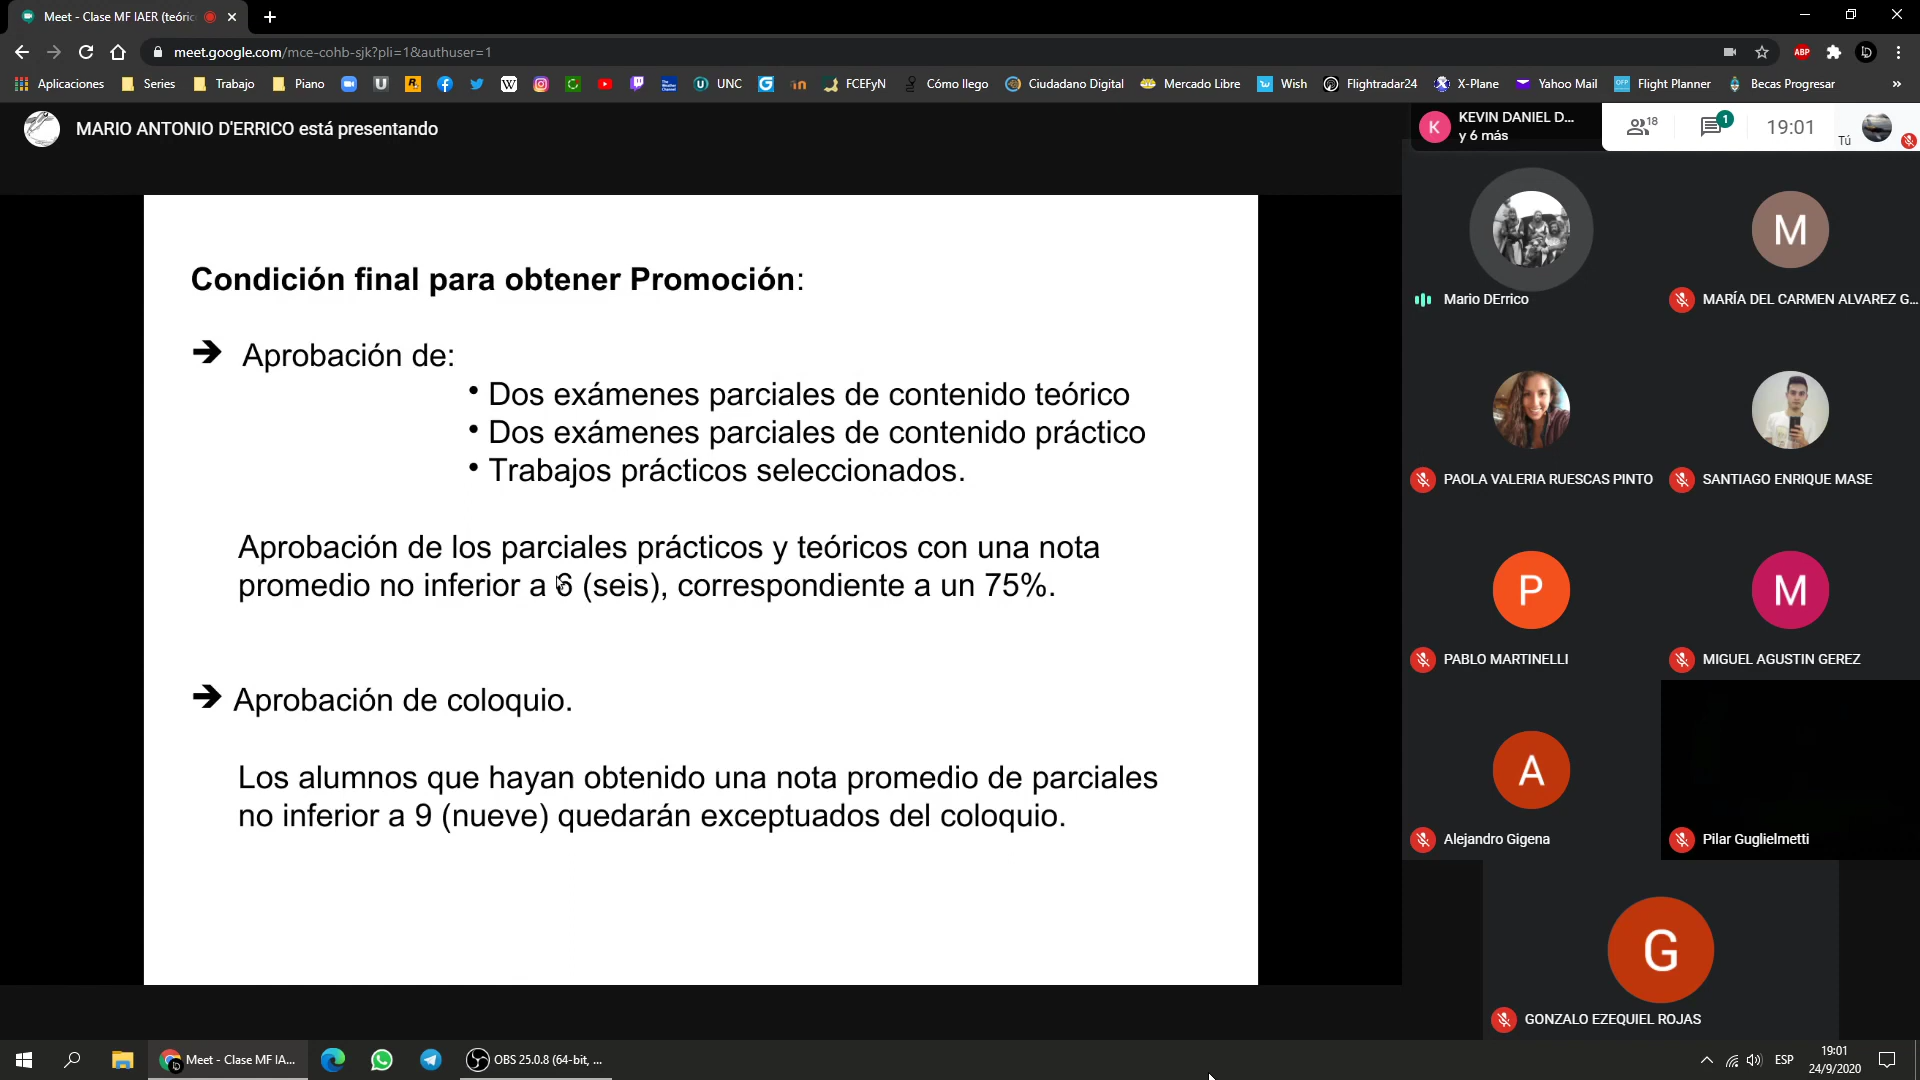 Meet - Clase MF IAER (teóric
meet.google.com/mce-cohb-sjk?pli=1&authuser=1
ABP
Aplicaciones Series Trabajo Piano UNC FCEFyN Cómo llego Ciudadano Digital Mercado Libre Wish Flightradar24 X-Plane Yahoo Mail Flight Planner Becas Progresar »
MARIO ANTONIO D'ERRICO está presentando
K
KEVIN DANIEL D...
y 6 más
18
1
19:01
Tú
Condición final para obtener Promoción:
➔ Aprobación de:
• Dos exámenes parciales de contenido teórico
• Dos exámenes parciales de contenido práctico
• Trabajos prácticos seleccionados.
Aprobación de los parciales prácticos y teóricos con una nota
promedio no inferior a 6 (seis), correspondiente a un 75%.
➔ Aprobación de coloquio.
Los alumnos que hayan obtenido una nota promedio de parciales
no inferior a 9 (nueve) quedarán exceptuados del coloquio.
Mario DErrico
M
MARÍA DEL CARMEN ALVAREZ G...
PAOLA VALERIA RUESCAS PINTO
SANTIAGO ENRIQUE MASE
P
PABLO MARTINELLI
M
MIGUEL AGUSTIN GEREZ
A
Alejandro Gigena
Pilar Guglielmetti
G
GONZALO EZEQUIEL ROJAS
Meet - Clase MF IA...
OBS 25.0.8 (64-bit, ...
ESP
19:01
24/9/2020